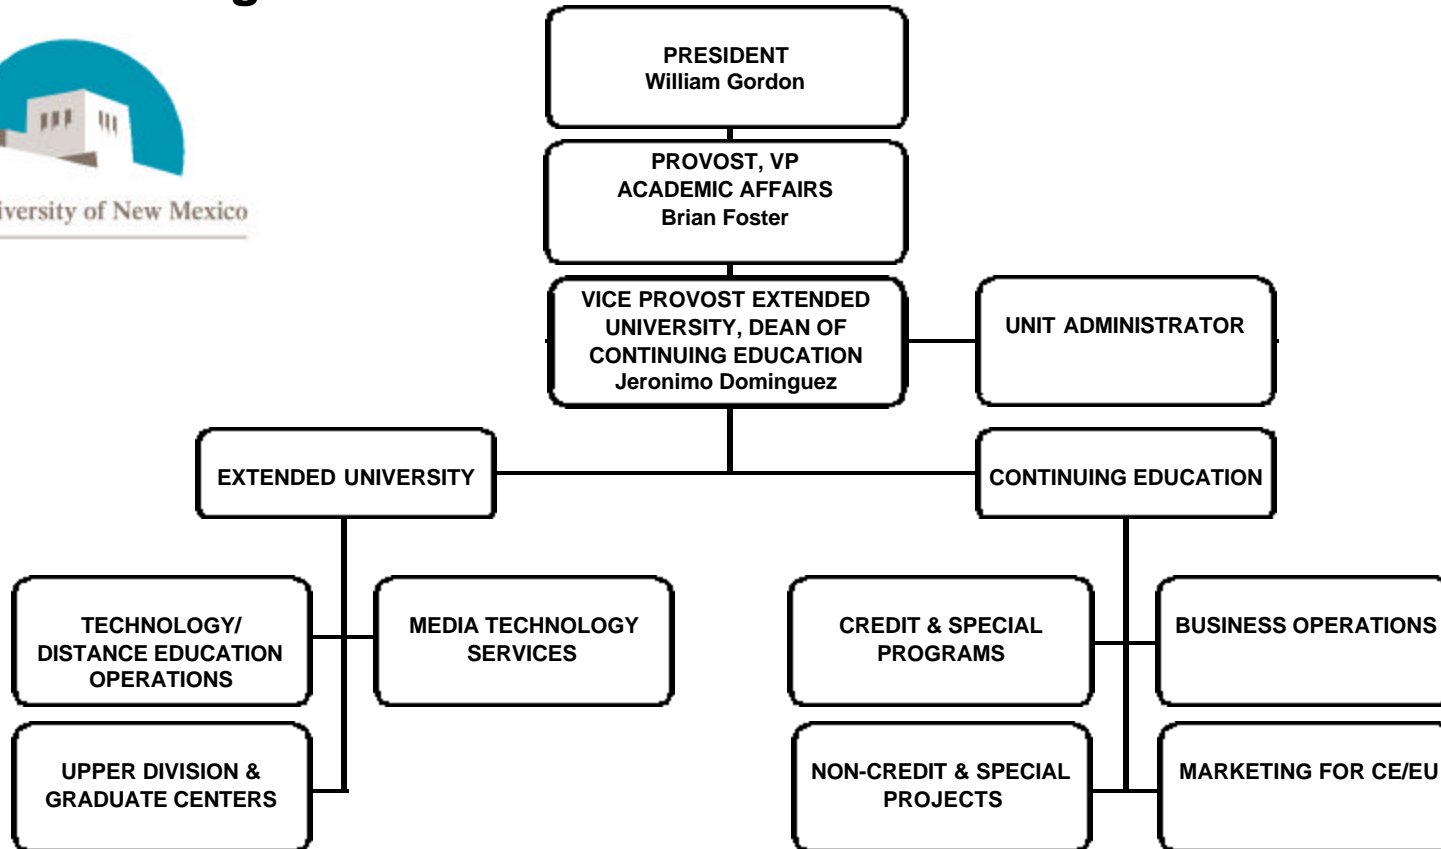 PRESIDENT
William Gordon
PROVOST, VP
ACADEMIC AFFAIRS
Brian Foster
University of New Mexico
VICE PROVOST EXTENDED
UNIVERSITY, DEAN OF
CONTINUING EDUCATION
Jeronimo Dominguez
UNIT ADMINISTRATOR
EXTENDED UNIVERSITY
CONTINUING EDUCATION
TECHNOLOGY/
DISTANCE EDUCATION
OPERATIONS
MEDIA TECHNOLOGY
SERVICES
CREDIT & SPECIAL
PROGRAMS
BUSINESS OPERATIONS
UPPER DIVISION &
GRADUATE CENTERS
NON-CREDIT & SPECIAL
PROJECTS
MARKETING FOR CE/EU